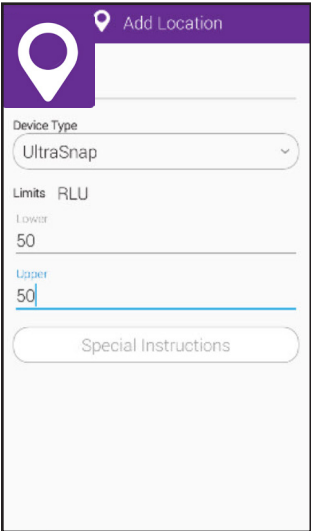 Add Location
Device Type
UltraSnap
Limits RLU
Lower
50
Upper
50
Special Instructions